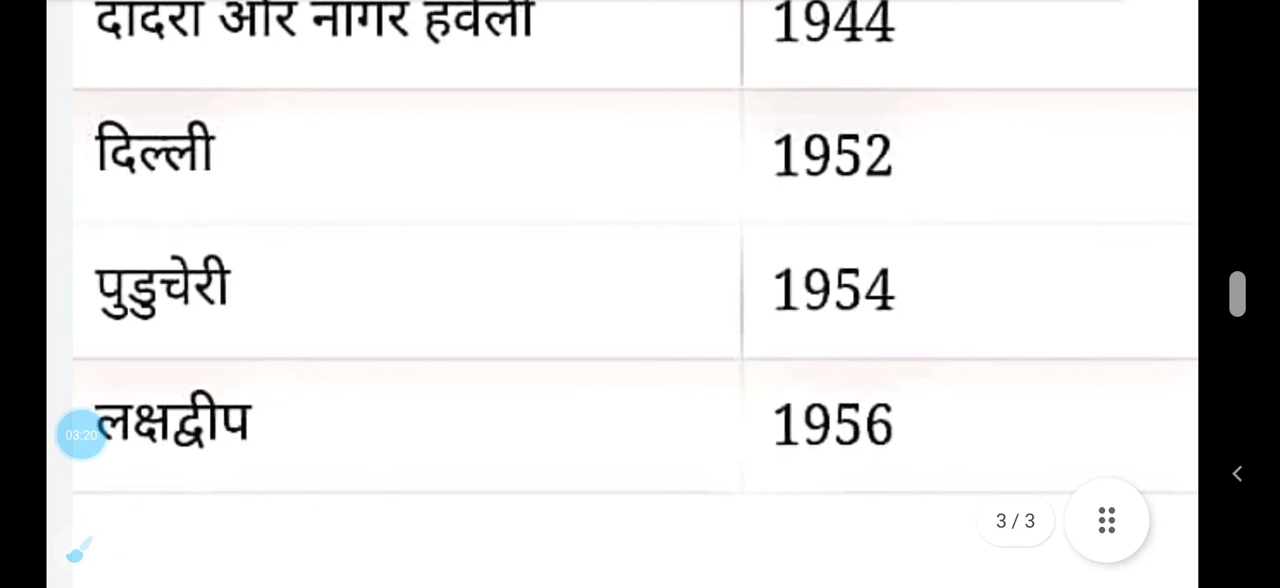 दादरा और नागर हवेली 1944
दिल्ली 1952
पुडुचेरी 1954
लक्षद्वीप 1956
03:20
3 / 3